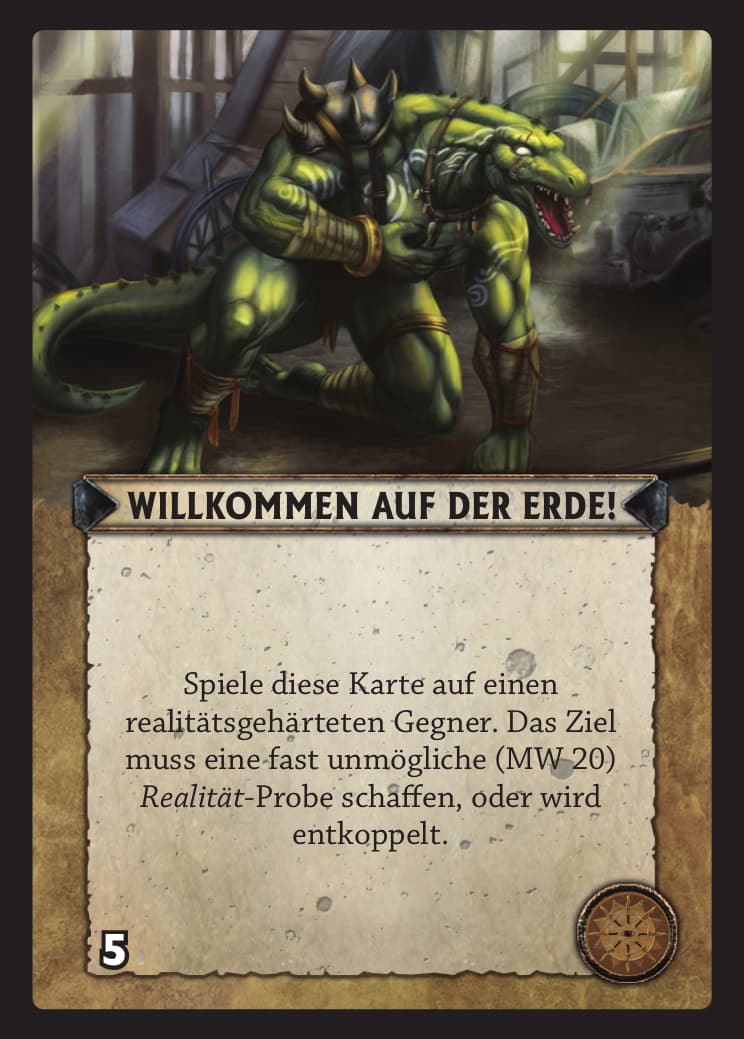 WILLKOMMEN AUF DER ERDE!
Spiele diese Karte auf einen
realitätsgehärteten Gegner. Das Ziel
muss eine fast unmögliche (MW 20)
Realität-Probe schaffen, oder wird
entkoppelt.
5